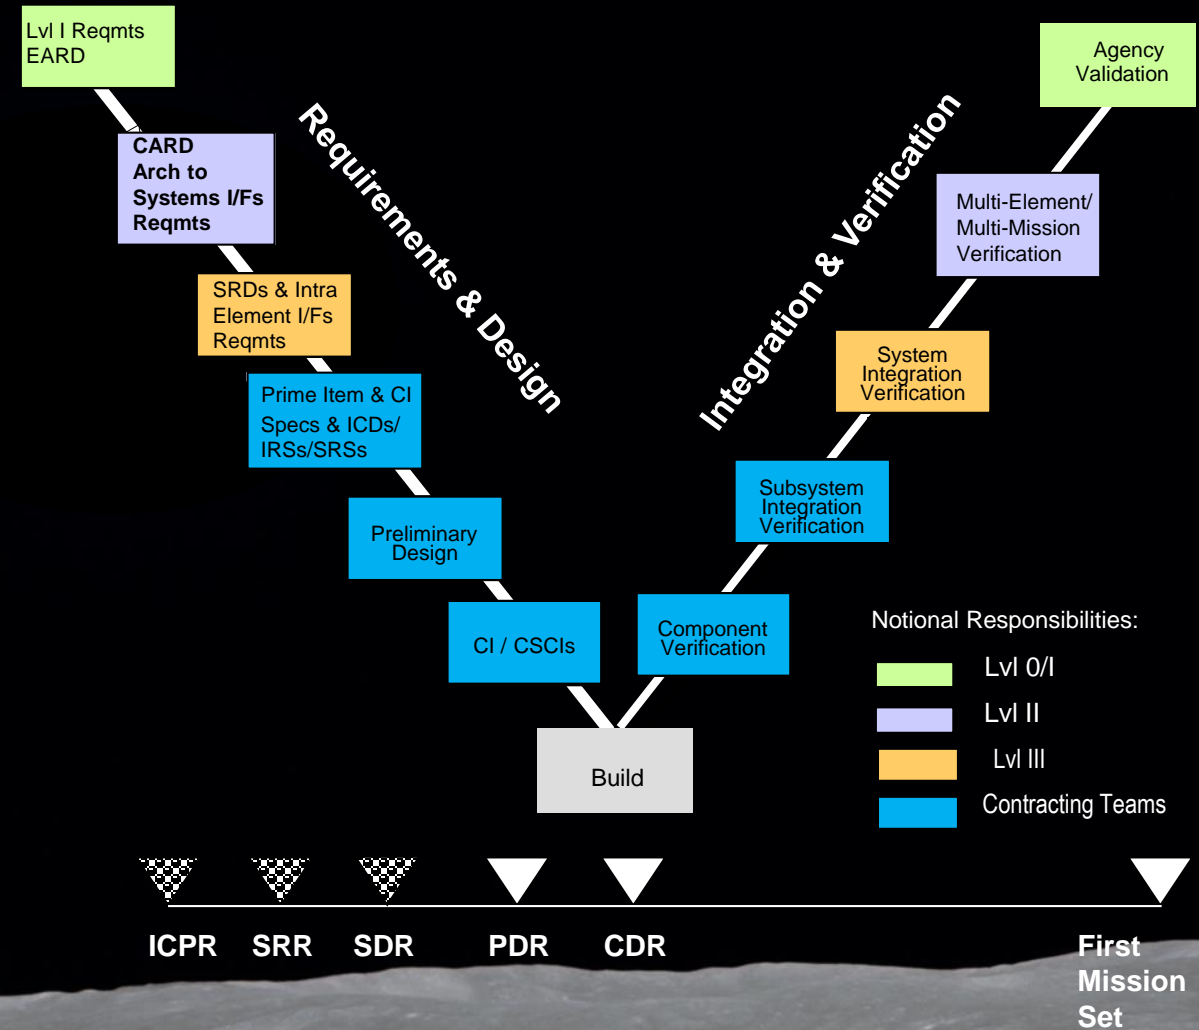 Lvl I Reqmts
EARD
CARD
Arch to
Systems I/Fs
Reqmts
SRDs & Intra
Element I/Fs
Reqmts
Prime Item & CI
Specs & ICDs/
IRSs/SRSs
Preliminary
Design
CI / CSCIs
Requirements & Design
Build
Integration & Verification
Agency
Validation
Multi-Element/
Multi-Mission
Verification
System
Integration
Verification
Subsystem
Integration
Verification
Component
Verification
Notional Responsibilities:
Lvl 0/I
Lvl II
Lvl III
Contracting Teams
ICPR SRR SDR PDR CDR
First
Mission
Set